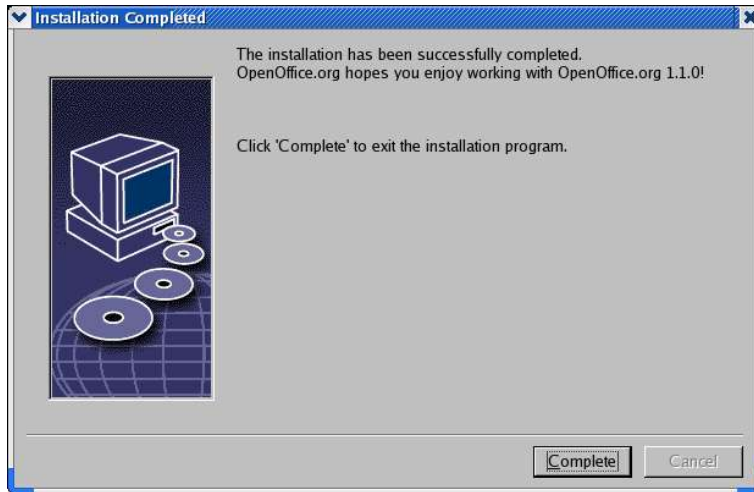 Installation Completed
The installation has been successfully completed.
OpenOffice.org hopes you enjoy working with OpenOffice.org 1.1.0!
Click 'Complete' to exit the installation program.
Complete Cancel